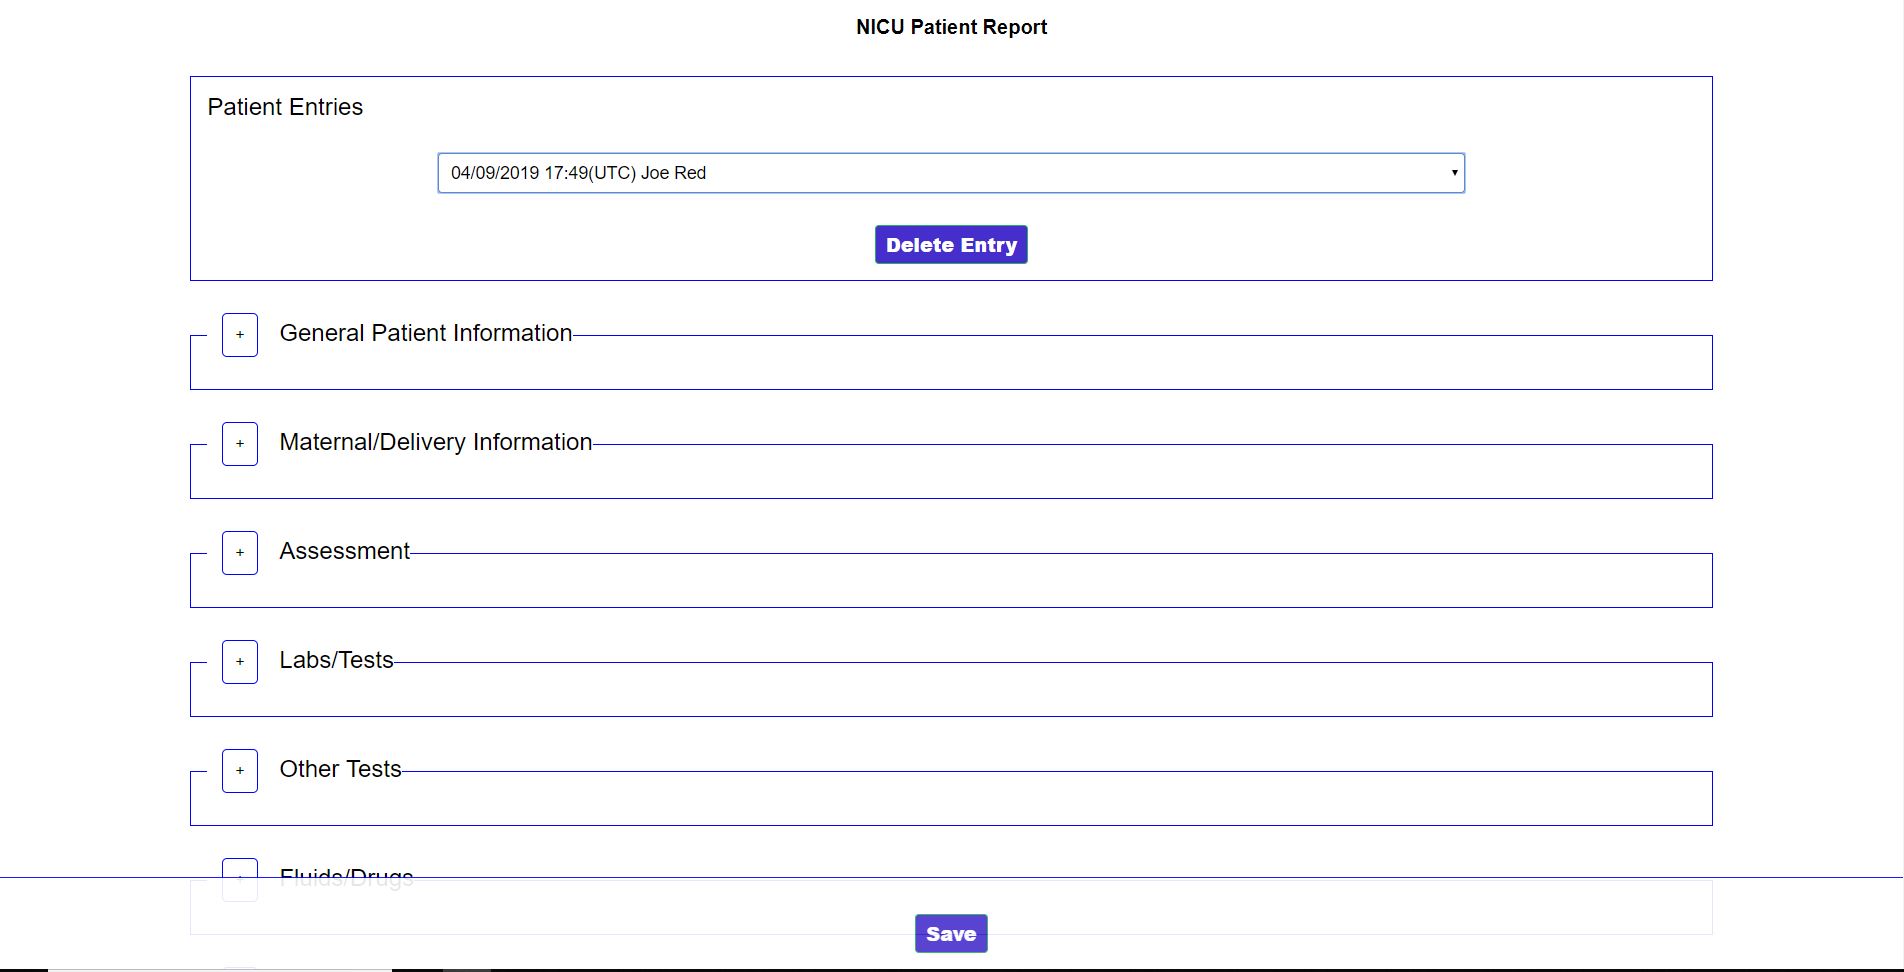 NICU Patient Report
Patient Entries
04/09/2019 17:49(UTC) Joe Red
Delete Entry
+ General Patient Information
+ Maternal/Delivery Information
+ Assessment
+ Labs/Tests
+ Other Tests
+ Fluids/Drugs
Save